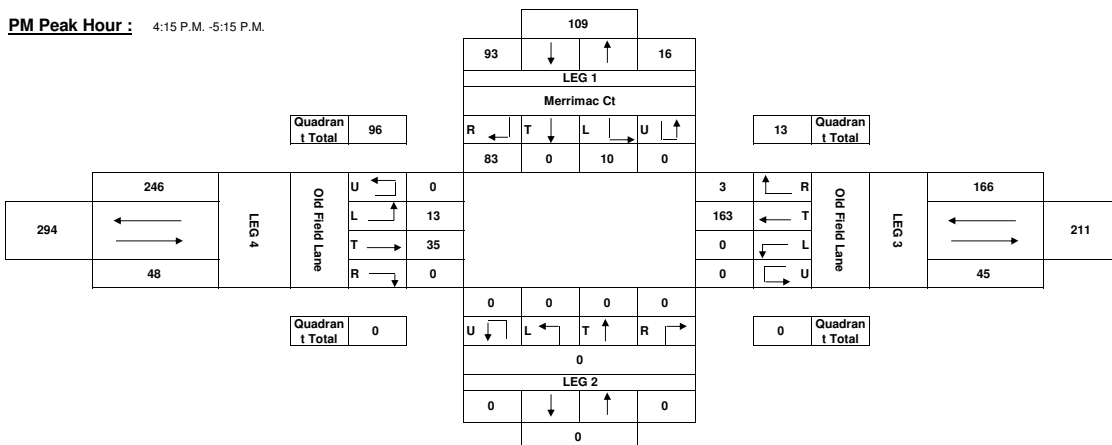 PM Peak Hour : 4:15 P.M. -5:15 P.M.
109
93 16
LEG 1
Merrimac Ct
Quadran
t Total
96
R T L U
13
Quadran
t Total
83 0 10 0
246
294
48
LEG 4
Old Field Lane
U 0
L 13
T 35
R 0
3 R
163 T
0 L
0 U
Old Field Lane
LEG 3
166
211
45
0 0 0 0
Quadran
t Total
0
U L T R
0
Quadran
t Total
0
LEG 2
0 0
0